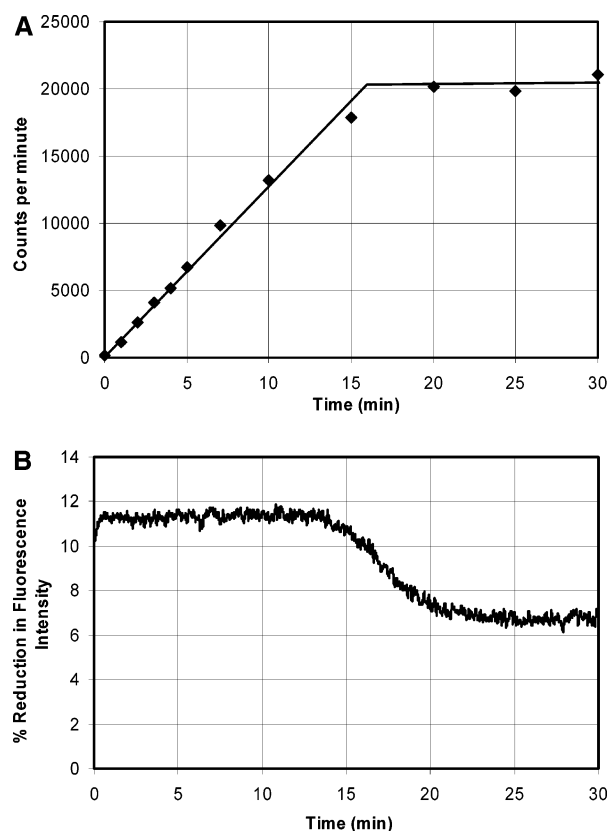 A
25000
20000
15000
10000
5000
0
Counts per minute
0 5 10 15 20 25 30
Time (min)
B
14
12
10
8
6
4
2
0
% Reduction in Fluorescence
Intensity
0 5 10 15 20 25 30
Time (min)